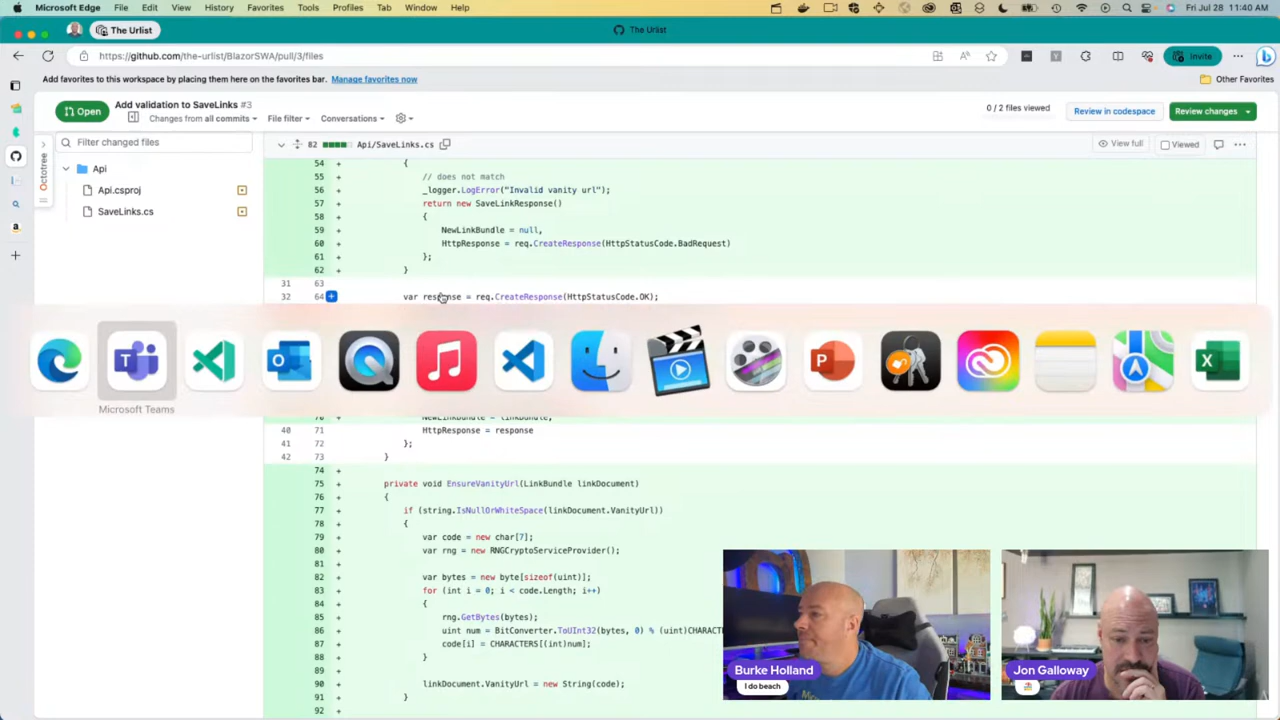 Microsoft Edge File Edit View History Favorites Tools Profiles Tab Window Help
Fri Jul 28 11:40 AM
The Urlist
The Urlist
https://github.com/the-urlist/BlazorSWA/pull/3/files
Invite
Add favorites to this workspace by placing them here on the favorites bar. Manage favorites now
Other Favorites
Open
Add validation to SaveLinks #3
Changes from all commits
File filter
Conversations
0 / 2 files viewed
Review in codespace
Review changes
Filter changed files
Api
Api.csproj
SaveLinks.cs
Octotree
82
Api/SaveLinks.cs
View full
Viewed
54 + {
55 + // does not match
56 + _logger.LogError("Invalid vanity url");
57 + return new SaveLinkResponse()
58 + {
59 + NewLinkBundle = null,
60 + HttpResponse = req.CreateResponse(HttpStatusCode.BadRequest)
61 + };
62 + }
31 63
32 64 var response = req.CreateResponse(HttpStatusCode.OK);
Microsoft Teams
40 71 HttpResponse = response
41 72 };
42 73 }
74 +
75 + private void EnsureVanityUrl(LinkBundle linkDocument)
76 + {
77 + if (string.IsNullOrWhiteSpace(linkDocument.VanityUrl))
78 + {
79 + var code = new char[7];
80 + var rng = new RNGCryptoServiceProvider();
81 +
82 + var bytes = new byte[sizeof(uint)];
83 + for (int i = 0; i < code.Length; i++)
84 + {
85 + rng.GetBytes(bytes);
86 + uint num = BitConverter.ToUInt32(bytes, 0) % (uint)CHARACT
87 + code[i] = CHARACTERS[(int)num];
88 + }
89 +
90 + linkDocument.VanityUrl = new String(code);
91 + }
92 +
Burke Holland
I do beach
Jon Galloway